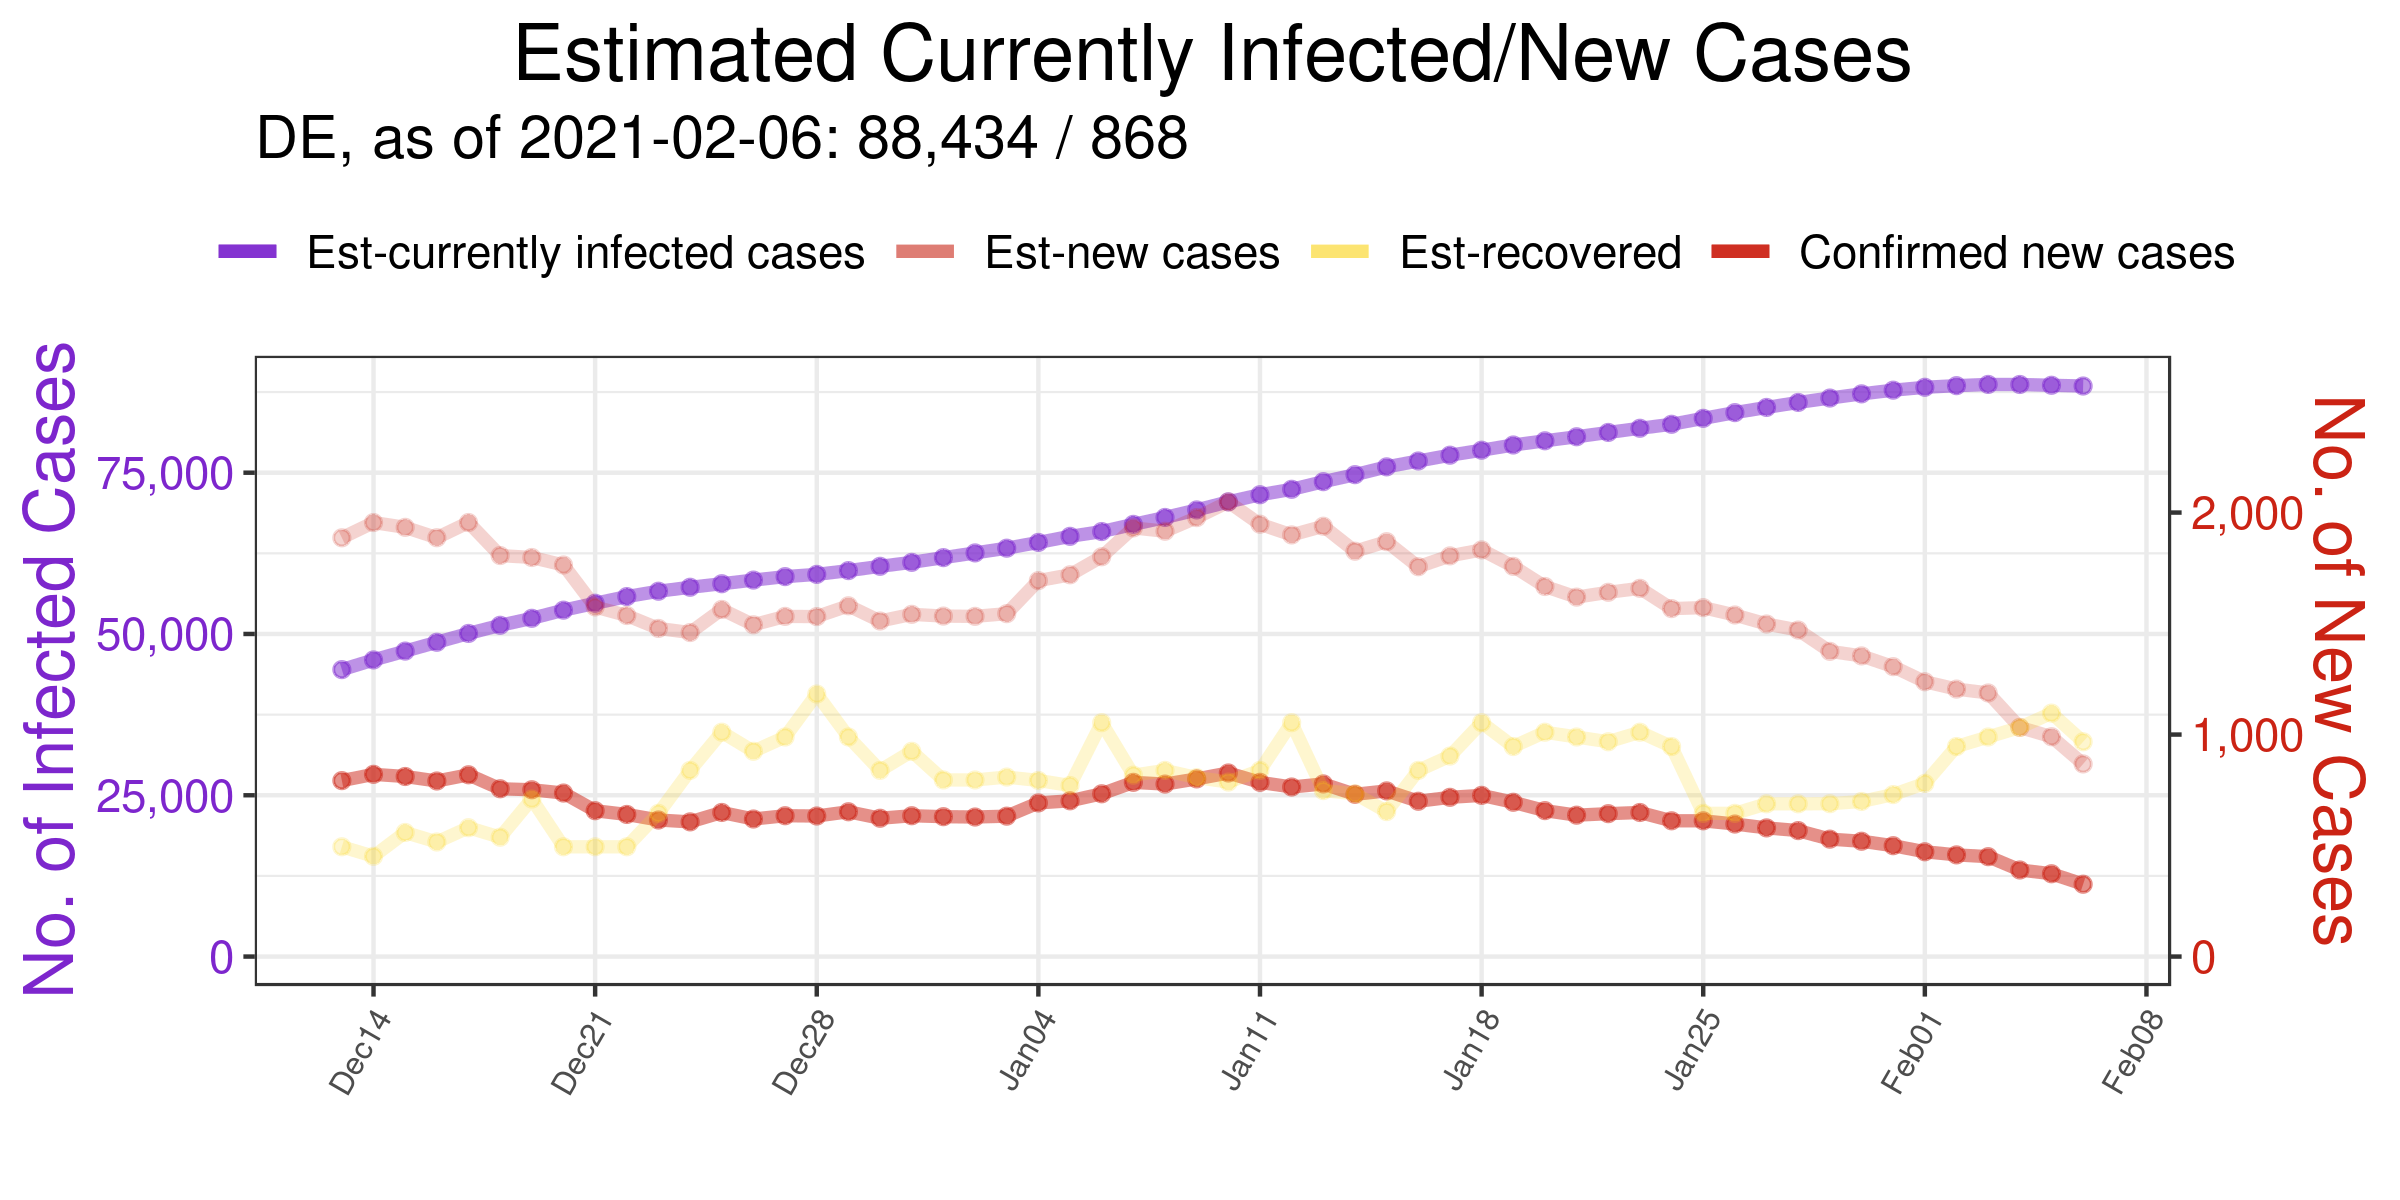 Estimated Currently Infected/New Cases
DE, as of 2021-02-06: 88,434 / 868
Est-currently infected cases Est-new cases Est-recovered Confirmed new cases
No. of Infected Cases
75,000
50,000
25,000
0
No. of New Cases
2,000
1,000
0
Dec14 Dec21 Dec28 Jan04 Jan11 Jan18 Jan25 Feb01 Feb08